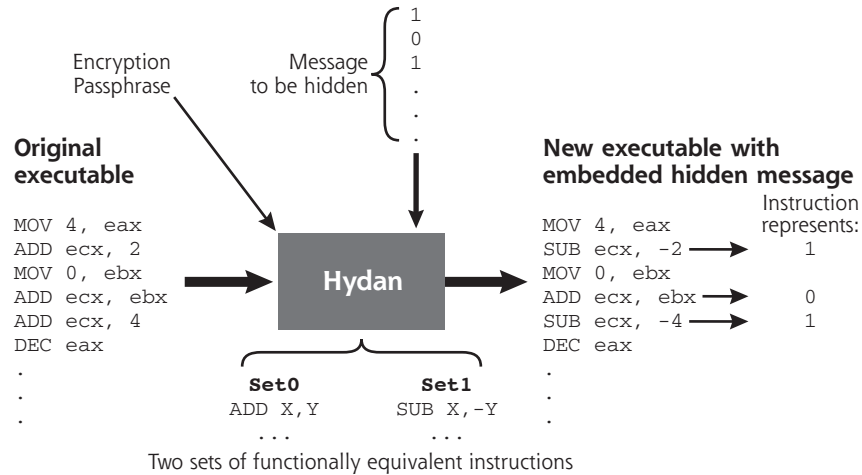 Encryption
Passphrase
Message
to be hidden
1
0
1
.
.
.
Original
executable
MOV 4, eax
ADD ecx, 2
MOV 0, ebx
ADD ecx, ebx
ADD ecx, 4
DEC eax
.
.
.
Hydan
Set0
ADD X,Y
...
Set1
SUB X,-Y
...
Two sets of functionally equivalent instructions
New executable with
embedded hidden message
Instruction
represents:
MOV 4, eax
SUB ecx, -2 1
MOV 0, ebx
ADD ecx, ebx 0
SUB ecx, -4 1
DEC eax
.
.
.